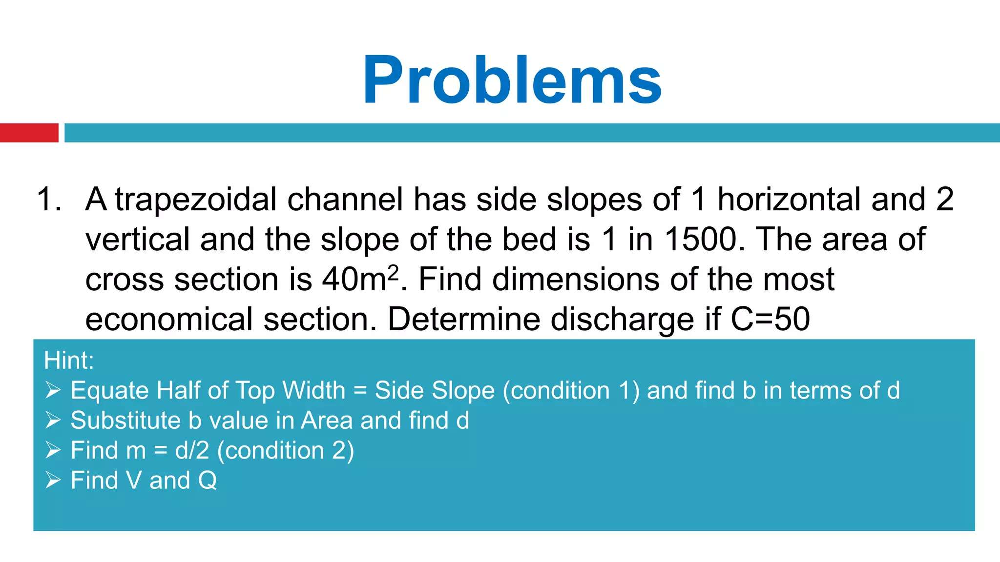 Problems
1. A trapezoidal channel has side slopes of 1 horizontal and 2
vertical and the slope of the bed is 1 in 1500. The area of
cross section is 40m². Find dimensions of the most
economical section. Determine discharge if C=50
Hint:
➢ Equate Half of Top Width = Side Slope (condition 1) and find b in terms of d
➢ Substitute b value in Area and find d
➢ Find m = d/2 (condition 2)
➢ Find V and Q